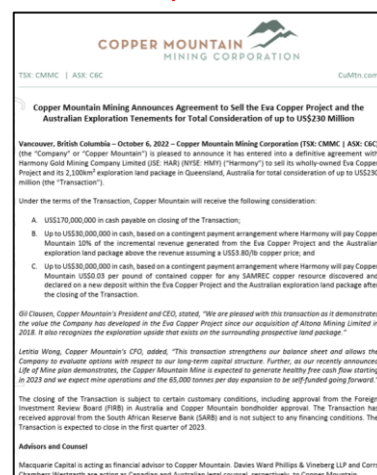 COPPER MOUNTAIN
MINING CORPORATION
TSX: CMMC | ASX: C6C
CuMtn.com
Copper Mountain Mining Announces Agreement to Sell the Eva Copper Project and the
Australian Exploration Tenements for Total Consideration of up to US$230 Million
Vancouver, British Columbia – October 6, 2022 – Copper Mountain Mining Corporation (TSX: CMMC | ASX: C6C)
(the "Company" or "Copper Mountain") is pleased to announce it has entered into a definitive agreement with
Harmony Gold Mining Company Limited (JSE: HAR) (NYSE: HMY) ("Harmony") to sell its wholly-owned Eva Copper
Project and its 2,100km² exploration land package in Queensland, Australia for total consideration of up to US$230
million (the "Transaction").
Under the terms of the Transaction, Copper Mountain will receive the following consideration:
A. US$170,000,000 in cash payable on closing of the Transaction;
B. Up to US$30,000,000 in cash, based on a contingent payment arrangement where Harmony will pay Copper
Mountain 10% of the incremental revenue generated from the Eva Copper Project and the Australian
exploration land package above the revenue assuming a US$3.80/lb copper price; and
C. Up to US$30,000,000 in cash, based on a contingent payment arrangement where Harmony will pay Copper
Mountain US$0.03 per pound of contained copper for any SAMREC copper resource discovered and
declared on a new deposit within the Eva Copper Project and the Australian exploration land package after
the closing of the Transaction.
Gil Clausen, Copper Mountain's President and CEO, stated, "We are pleased with this transaction as it demonstrates
the value the Company has developed in the Eva Copper Project since our acquisition of Altona Mining Limited in
2018. It also recognizes the exploration upside that exists on the surrounding prospective land package."
Letitia Wong, Copper Mountain's CFO, added, "This transaction strengthens our balance sheet and allows the
Company to evaluate options with respect to our long-term capital structure. Further, as our recently announced
Life of Mine plan demonstrates, the Copper Mountain Mine is expected to generate healthy free cash flow starting
in 2023 and we expect mine operations and the 65,000 tonnes per day expansion to be self-funded going forward."
The closing of the Transaction is subject to certain customary conditions, including approval from the Foreign
Investment Review Board (FIRB) in Australia and Copper Mountain bondholder approval. The Transaction has
received approval from the South African Reserve Bank (SARB) and is not subject to any financing conditions. The
Transaction is expected to close in the first quarter of 2023.
Advisors and Counsel
Macquarie Capital is acting as financial advisor to Copper Mountain. Davies Ward Phillips & Vineberg LLP and Corrs
Chambers Westgarth are acting as Canadian and Australian legal counsel, respectively, to Copper Mountain.